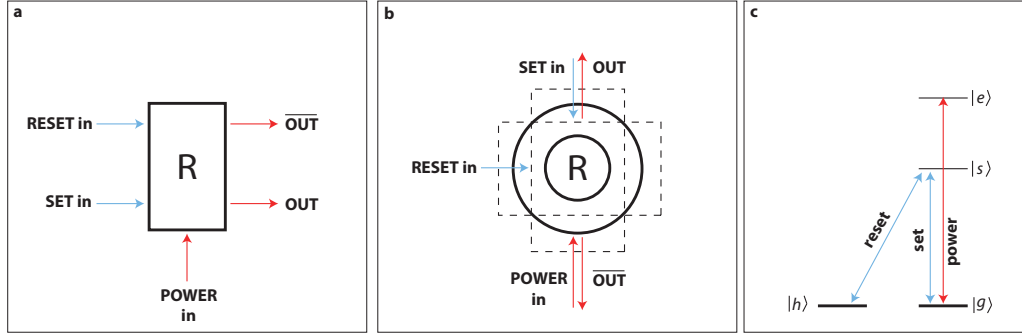 a
RESET in
OUT
R
SET in
OUT
POWER
in
b
SET in
OUT
RESET in
R
POWER
in
OUT
c
|e⟩
|s⟩
reset
set
power
|h⟩
|g⟩